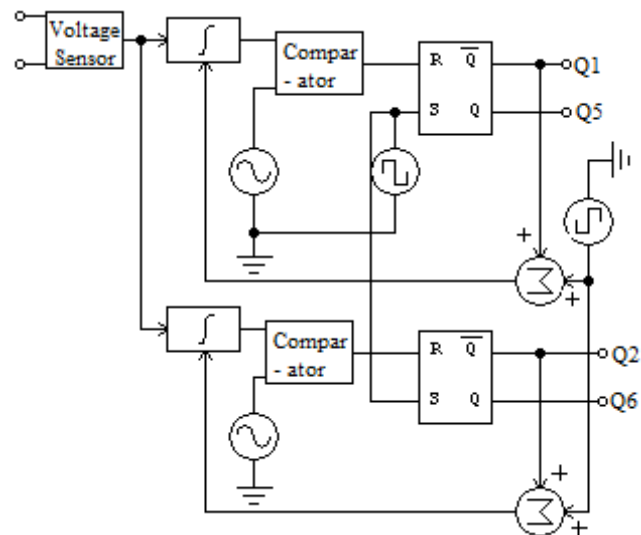 Voltage
Sensor
∫
Compar
- ator
R Q̅
S Q
Q1
Q5
+
Σ
+
∫
Compar
- ator
R Q̅
S Q
Q2
Q6
+
Σ
+